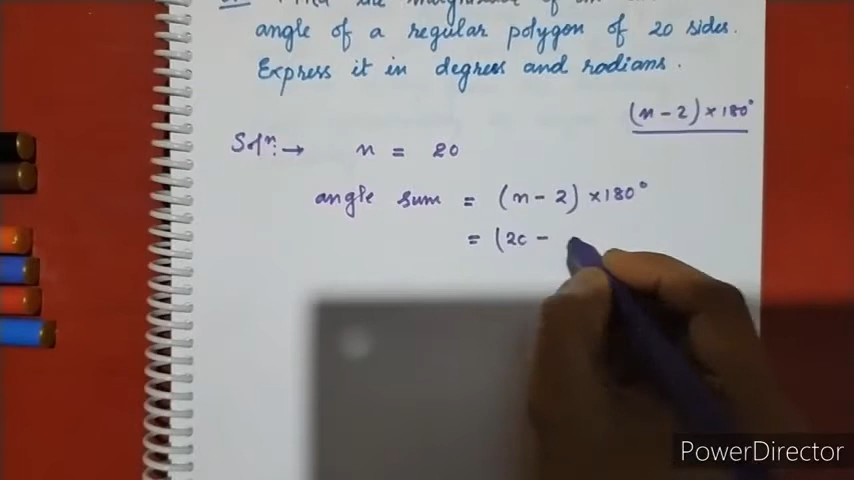 angle of a regular polygon of 20 sides.
Express it in degrees and radians.
(n-2)×180°
Solⁿ:→ n = 20
angle sum = (n-2)×180°
= (20 -
PowerDirector